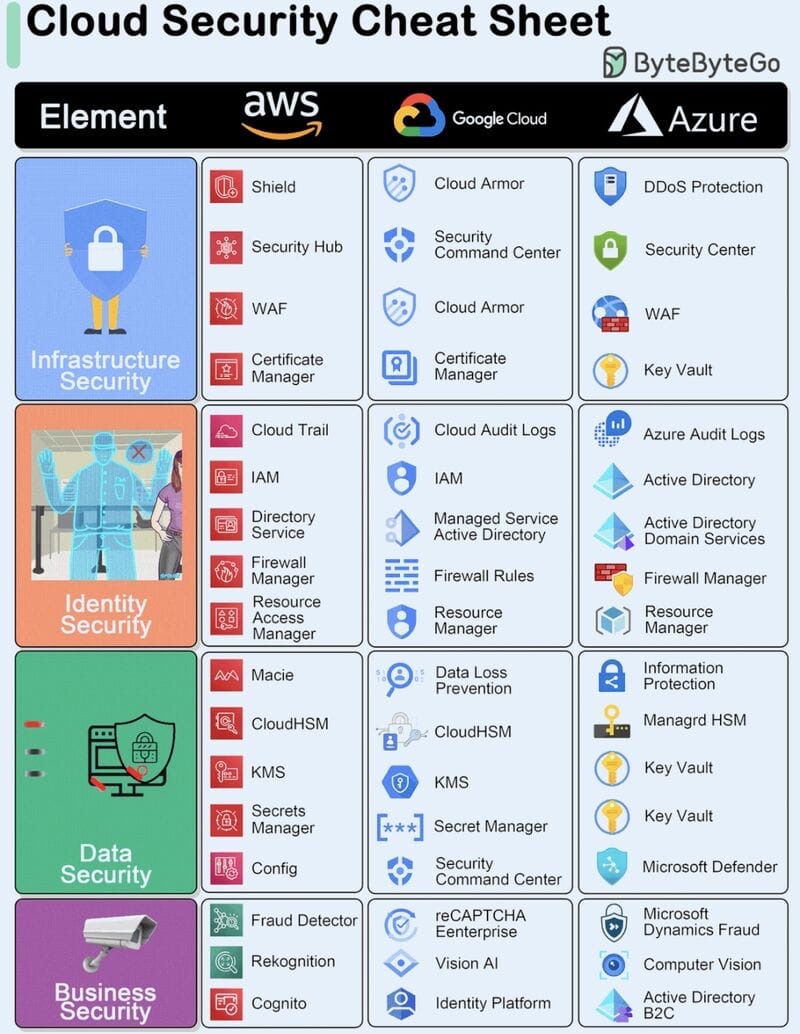 Cloud Security Cheat Sheet
ByteByteGo
Element
aws
Google Cloud
Azure
Infrastructure
Security
Shield
Cloud Armor
DDoS Protection
Security Hub
Security
Command Center
Security Center
WAF
Cloud Armor
WAF
Certificate
Manager
Certificate
Manager
Key Vault
Identity
Security
Cloud Trail
Cloud Audit Logs
Azure Audit Logs
IAM
IAM
Active Directory
Directory
Service
Managed Service
Active Directory
Active Directory
Domain Services
Firewall
Manager
Firewall Rules
Firewall Manager
Resource
Access
Manager
Resource
Manager
Resource
Manager
Data
Security
Macie
Data Loss
Prevention
Information
Protection
CloudHSM
CloudHSM
Managrd HSM
KMS
KMS
Key Vault
Secrets
Manager
[***]
Secret Manager
Key Vault
Config
Security
Command Center
Microsoft Defender
Business
Security
Fraud Detector
reCAPTCHA
Eenterprise
Microsoft
Dynamics Fraud
Rekognition
Vision AI
Computer Vision
Cognito
Identity Platform
Active Directory
B2C